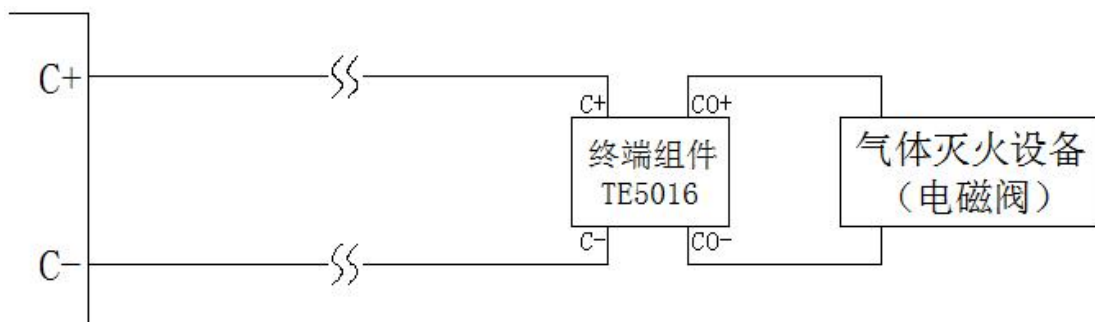 C+
C+
CO+
终端组件
TE5016
气体灭火设备
（电磁阀）
C-
C-
CO-